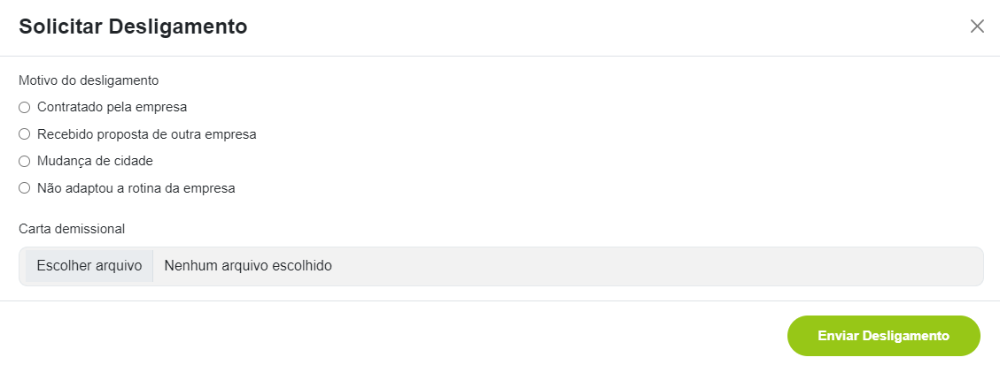 Solicitar Desligamento
Motivo do desligamento
Contratado pela empresa
Recebido proposta de outra empresa
Mudança de cidade
Não adaptou a rotina da empresa
Carta demissional
Escolher arquivo Nenhum arquivo escolhido
Enviar Desligamento